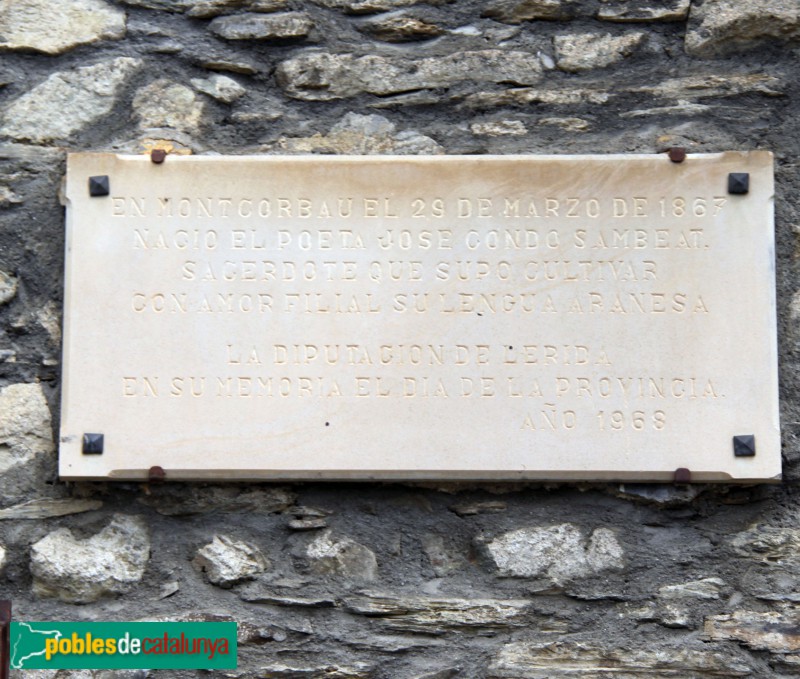 EN MONTCORBAU EL 29 DE MARZO DE 1867
NACIO EL POETA JOSE CONDO SAMBEAT.
SACERDOTE QUE SUPO CULTIVAR
CON AMOR FILIAL SU LENGUA ARANESA
LA DIPUTACION DE LERIDA
EN SU MEMORIA EL DIA DE LA PROVINCIA.
AÑO 1968
poblesdecatalunya